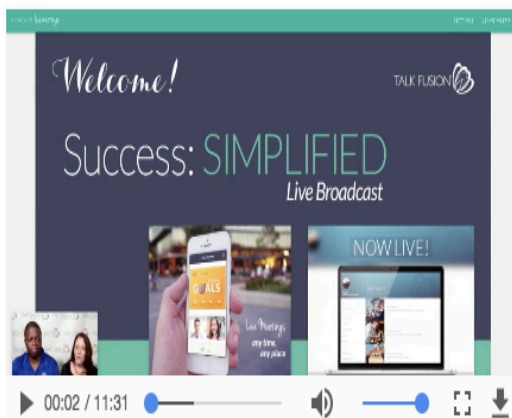 Welcome!
TALK FUSION
Success: SIMPLIFIED
Live Broadcast
GOALS
Live Meetings
any time,
any place
NOW LIVE!
00:02 / 11:31